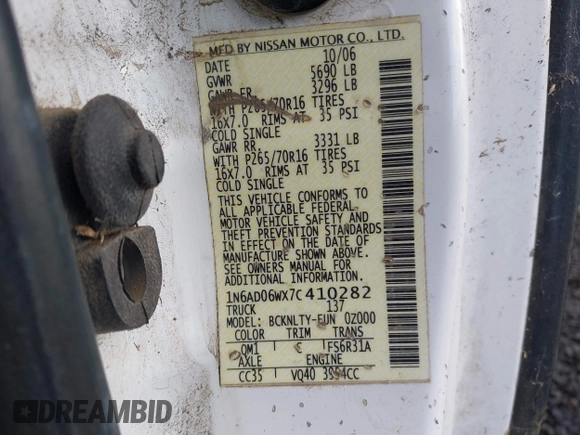 MFD BY NISSAN MOTOR CO., LTD.
DATE 10/06
GVWR 5690 LB
GAWR FR. 3296 LB
WITH P265/70R16 TIRES
16X7.0 RIMS AT 35 PSI
COLD SINGLE
GAWR RR. 3331 LB
WITH P265/70R16 TIRES
16X7.0 RIMS AT 35 PSI
COLD SINGLE
THIS VEHICLE CONFORMS TO
ALL APPLICABLE FEDERAL
MOTOR VEHICLE SAFETY AND
THEFT PREVENTION STANDARDS
IN EFFECT ON THE DATE OF
MANUFACTURE SHOWN ABOVE.
SEE OWNERS MANUAL FOR
ADDITIONAL INFORMATION.
1N6AD06WX7C410282
TRUCK 137
MODEL: BCKNLTY-EUN 0Z000
COLOR TRIM TRANS
QM1 C FS6R31A
AXLE ENGINE
CC35 VQ40 3954CC
DREAMBID